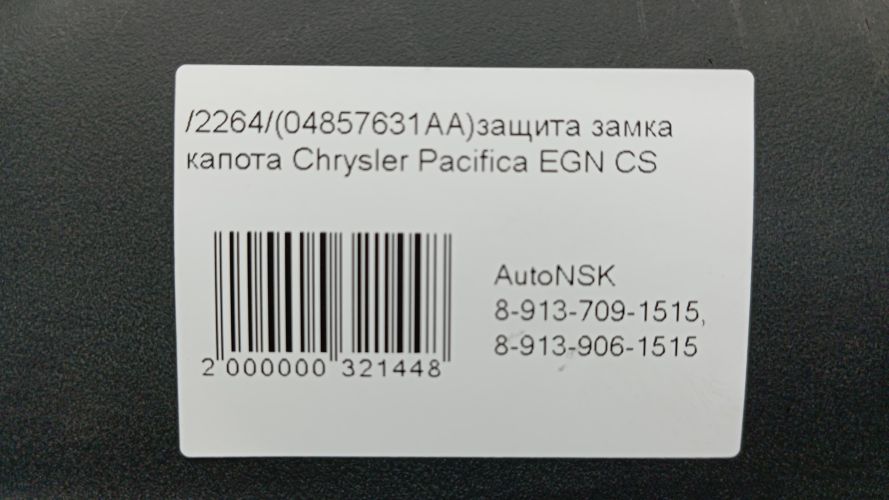 /2264/(04857631AA)защита замка
капота Chrysler Pacifica EGN CS
AutoNSK
8-913-709-1515,
8-913-906-1515
2 000000 321448